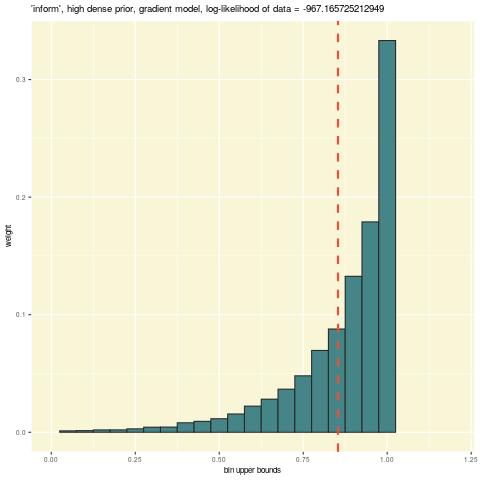 'inform', high dense prior, gradient model, log-likelihood of data = -967.165725212949
0.3
0.2
0.1
0.0
weight
0.00 0.25 0.50 0.75 1.00 1.25
bin upper bounds